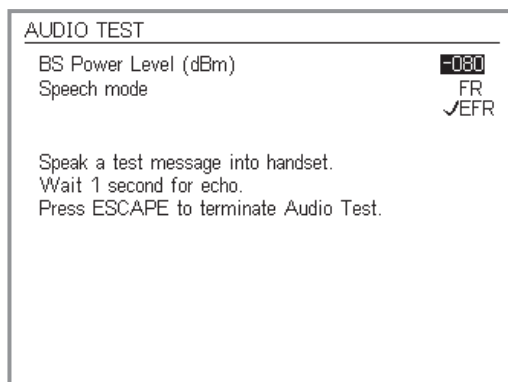 AUDIO TEST
BS Power Level (dBm) -080
Speech mode FR
✓EFR
Speak a test message into handset.
Wait 1 second for echo.
Press ESCAPE to terminate Audio Test.